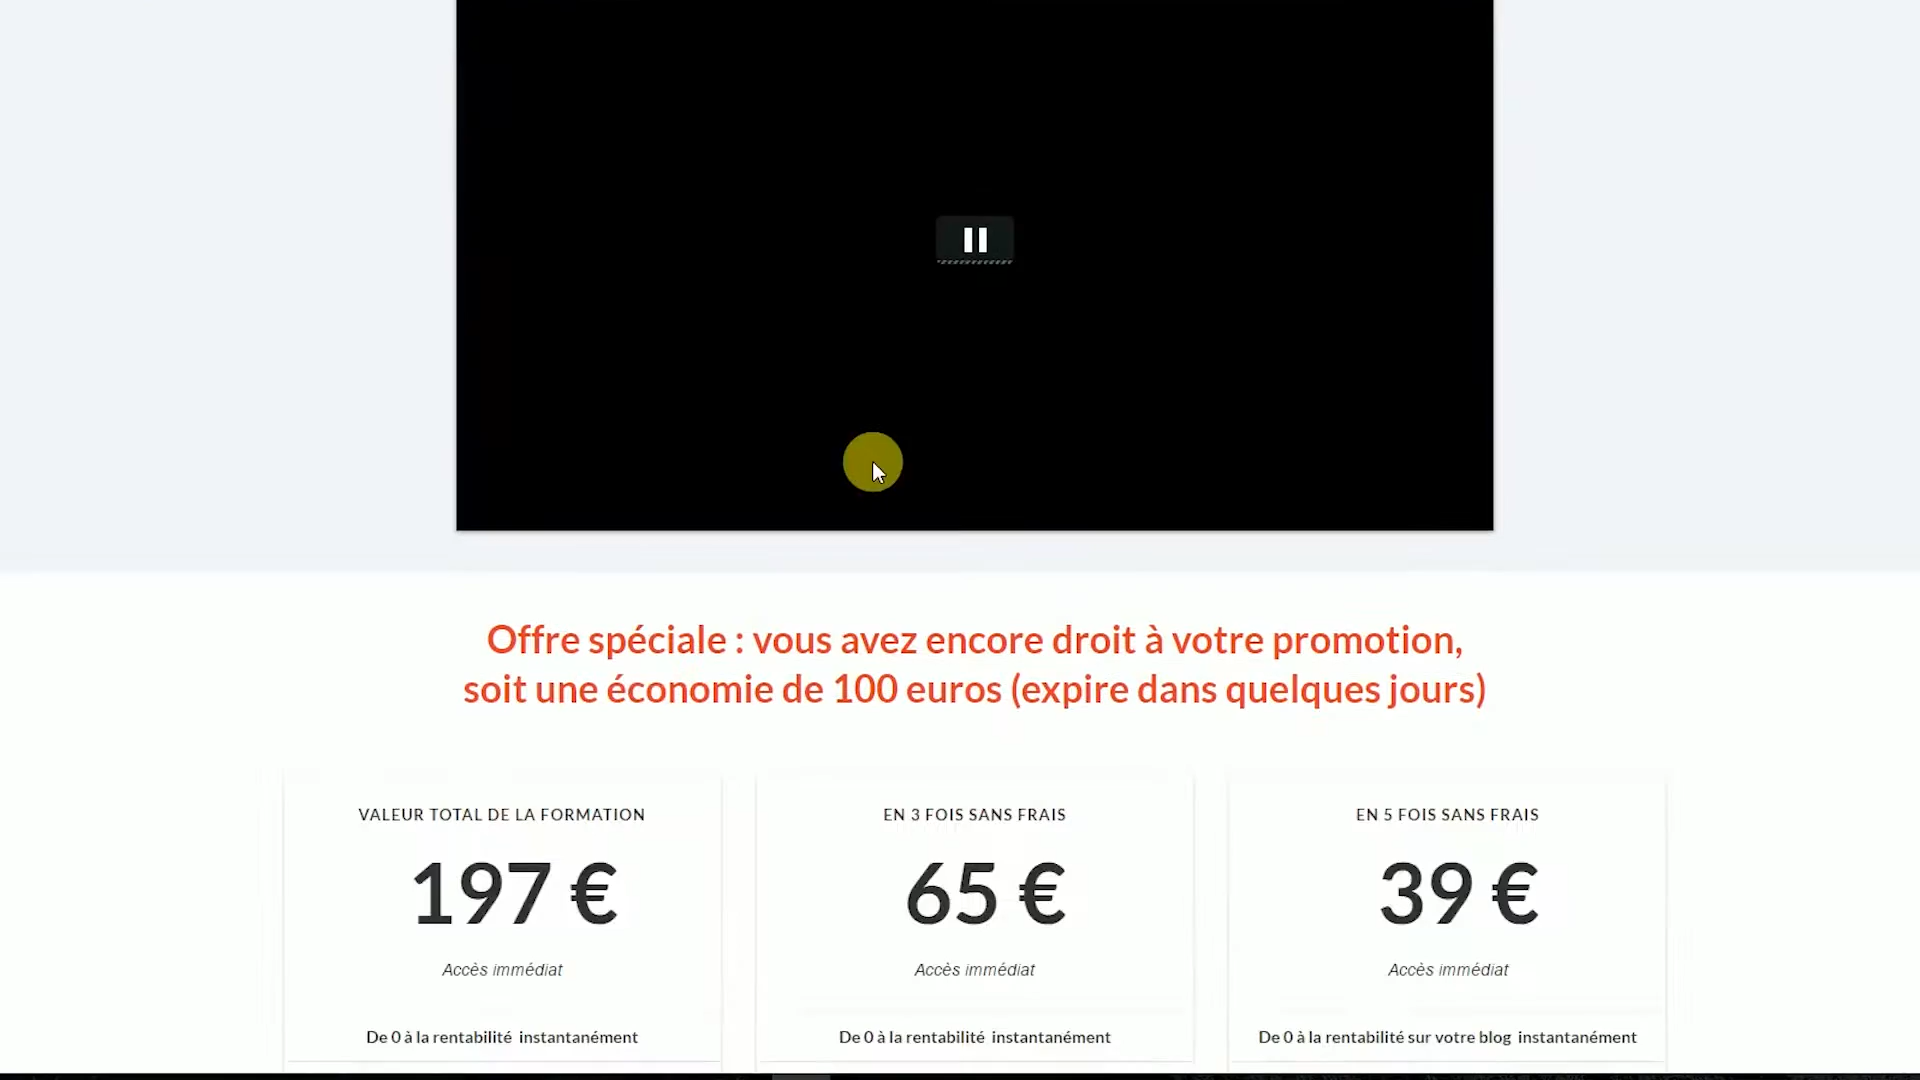 Offre spéciale : vous avez encore droit à votre promotion,
soit une économie de 100 euros (expire dans quelques jours)
VALEUR TOTAL DE LA FORMATION
197 €
Accès immédiat
De 0 à la rentabilité instantanément
EN 3 FOIS SANS FRAIS
65 €
Accès immédiat
De 0 à la rentabilité instantanément
EN 5 FOIS SANS FRAIS
39 €
Accès immédiat
De 0 à la rentabilité sur votre blog instantanément